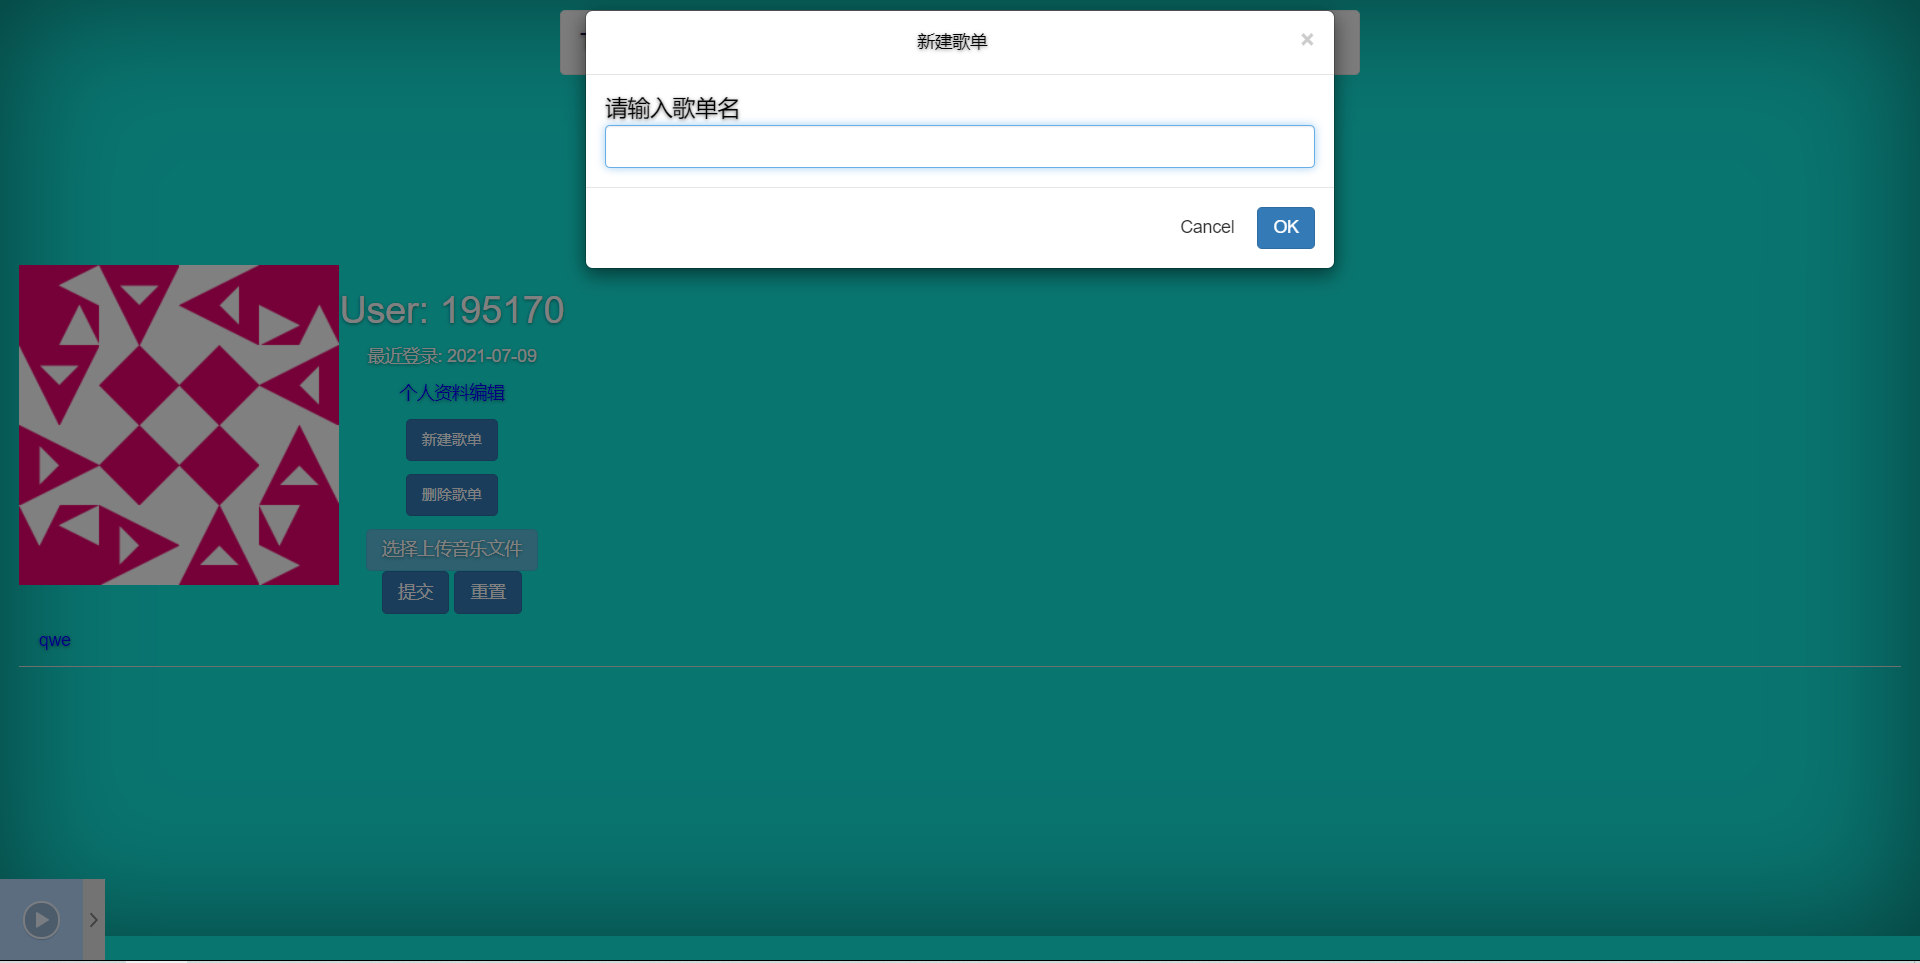 新建歌单
×
请输入歌单名
Cancel OK
User: 195170
最近登录: 2021-07-09
个人资料编辑
新建歌单
删除歌单
选择上传音乐文件
提交 重置
qwe